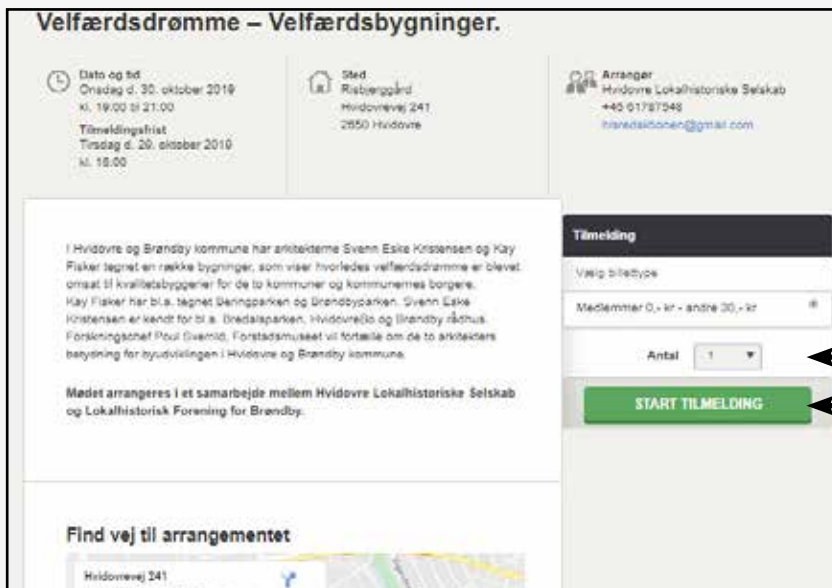 Velfærdsdrømme – Velfærdsbygninger.
Dato og tid
Onsdag d. 30. oktober 2019
kl. 19:00 til 21:00
Tilmeldingsfrist
Tirsdag d. 29. oktober 2019
kl. 16:00
Sted
Risbjerggård
Hvidovrevej 241
2650 Hvidovre
Arrangør
Hvidovre Lokalhistoriske Selskab
+45 61787548
hlsredaktionen@gmail.com
I Hvidovre og Brøndby kommune har arkitekterne Svenn Eske Kristensen og Kay
Fisker tegnet en række bygninger, som viser hvorledes velfærdsdrømme er blevet
omsat til kvalitetsbyggerier for de to kommuner og kommunernes borgere.
Kay Fisker har bl.a. tegnet Beringparken og Brøndbyparken. Svenn Eske
Kristensen er kendt for bl.a. Bredalsparken, HvidovreBo og Brøndby rådhus.
Forskningschef Poul Sverrild, Forstadsmuseet vil fortælle om de to arkitekters
betydning for byudviklingen i Hvidovre og Brøndby kommune.
Mødet arrangeres i et samarbejde mellem Hvidovre Lokalhistoriske Selskab
og Lokalhistorisk Forening for Brøndby.
Tilmelding
Vælg billettype
Medlemmer 0,- kr - andre 30,- kr
Antal 1
START TILMELDING
Find vej til arrangementet
Hvidovrevej 241